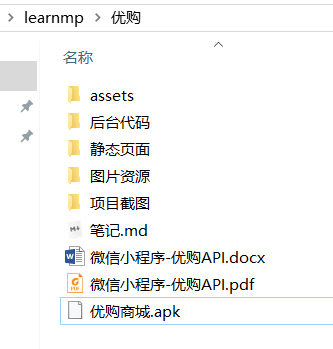 learnmp > 优购
名称
assets
后台代码
静态页面
图片资源
项目截图
笔记.md
微信小程序-优购API.docx
微信小程序-优购API.pdf
优购商城.apk